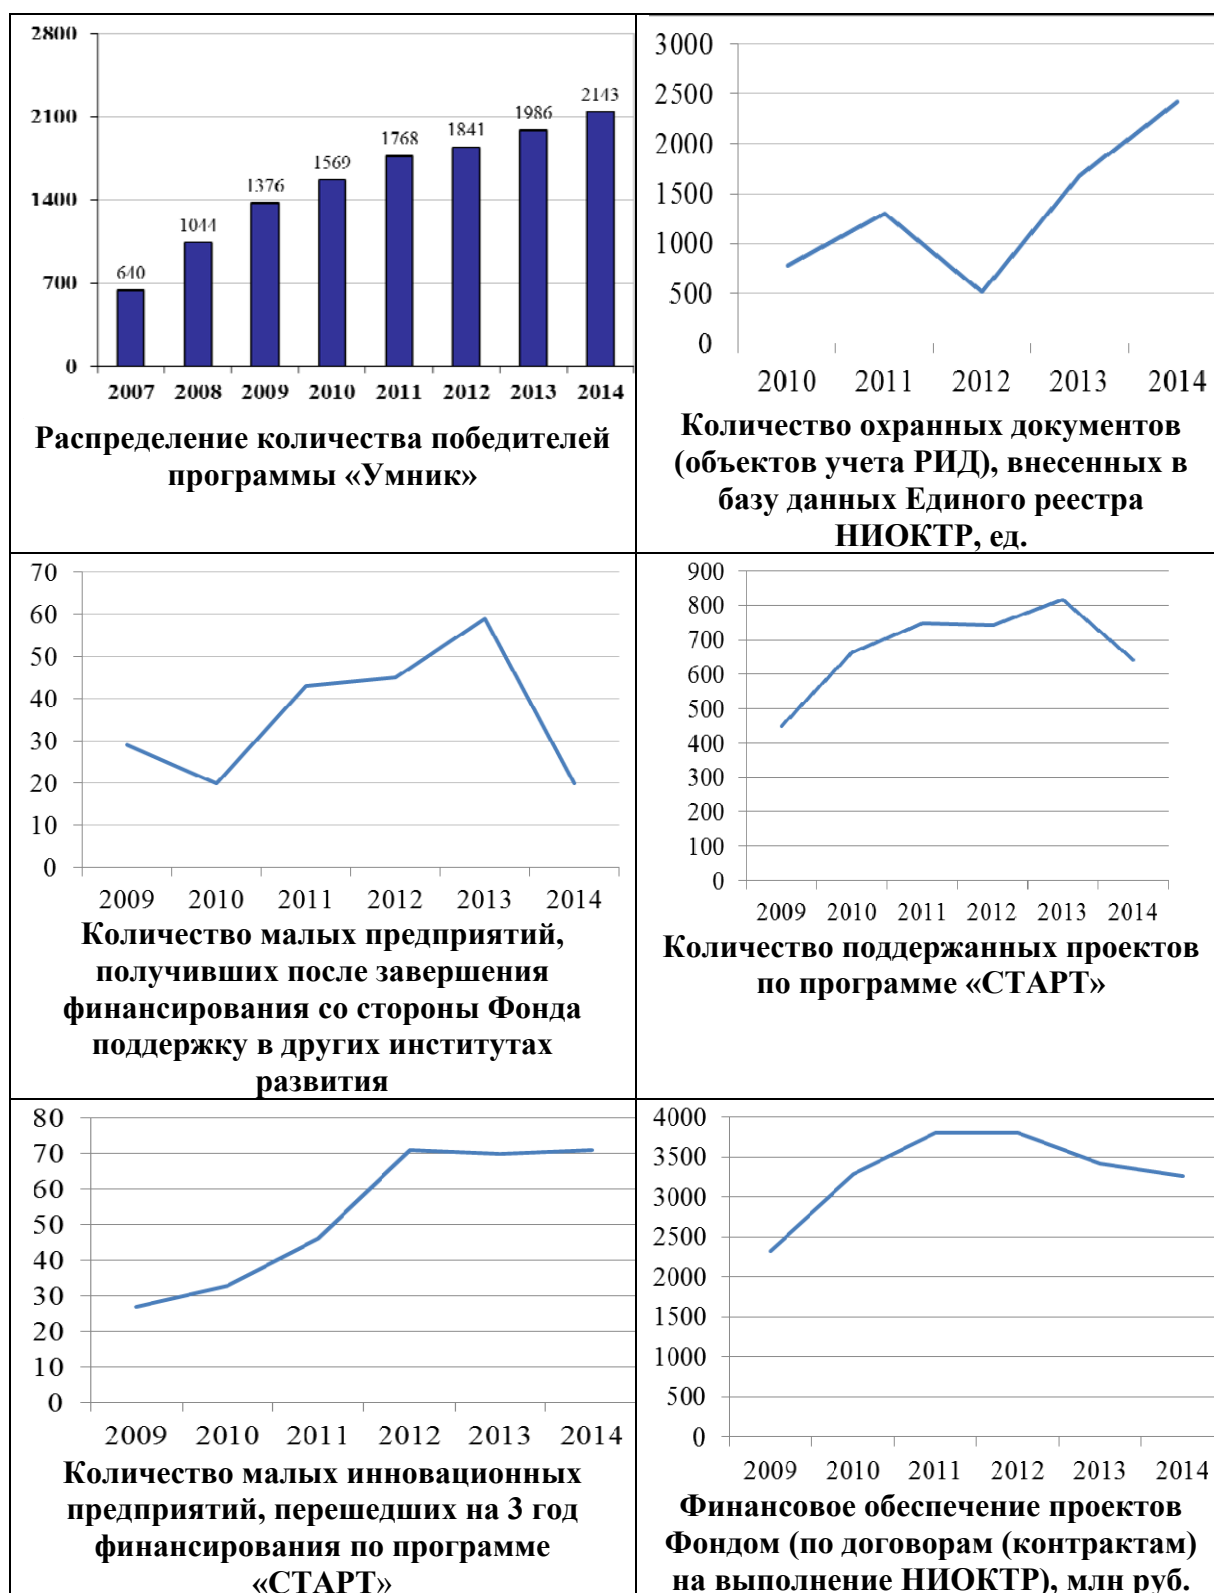 2800
2100
1400
700
0
640
1044
1376
1569
1768
1841
1986
2143
2007 2008 2009 2010 2011 2012 2013 2014
Распределение количества победителей
программы «Умник»
3000
2500
2000
1500
1000
500
0
2010 2011 2012 2013 2014
Количество охранных документов
(объектов учета РИД), внесенных в
базу данных Единого реестра
НИОКТР, ед.
70
60
50
40
30
20
10
0
2009 2010 2011 2012 2013 2014
Количество малых предприятий,
получивших после завершения
финансирования со стороны Фонда
поддержку в других институтах
развития
900
800
700
600
500
400
300
200
100
0
2009 2010 2011 2012 2013 2014
Количество поддержанных проектов
по программе «СТАРТ»
80
70
60
50
40
30
20
10
0
2009 2010 2011 2012 2013 2014
Количество малых инновационных
предприятий, перешедших на 3 год
финансирования по программе
«СТАРТ»
4000
3500
3000
2500
2000
1500
1000
500
0
2009 2010 2011 2012 2013 2014
Финансовое обеспечение проектов
Фондом (по договорам (контрактам)
на выполнение НИОКТР), млн руб.